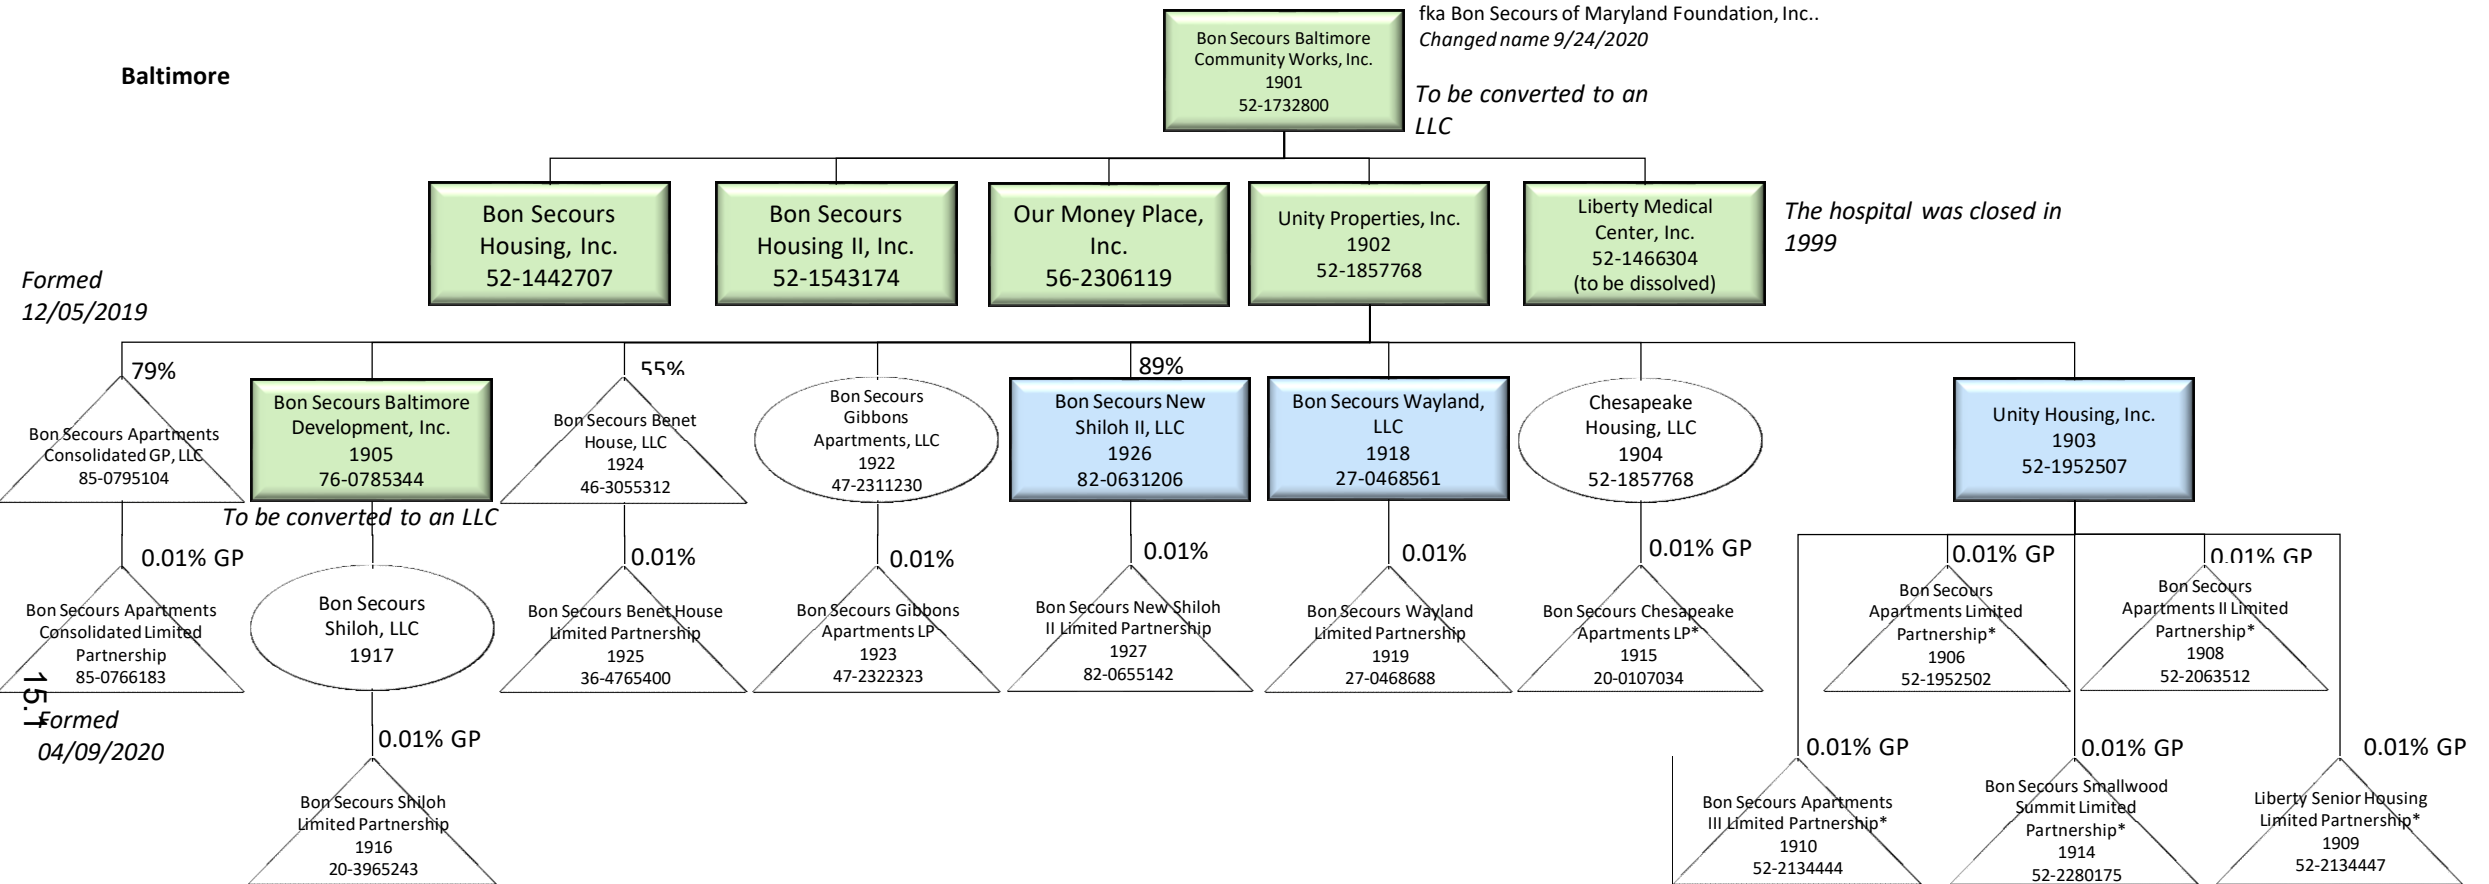 fka Bon Secours of Maryland Foundation, Inc..
Changed name 9/24/2020
Baltimore
Bon Secours Baltimore
Community Works, Inc.
1901
52-1732800
To be converted to an
LLC
Bon Secours
Housing, Inc.
52-1442707
Bon Secours
Housing II, Inc.
52-1543174
Our Money Place,
Inc.
56-2306119
Unity Properties, Inc.
1902
52-1857768
Liberty Medical
Center, Inc.
52-1466304
(to be dissolved)
The hospital was closed in
1999
Formed
12/05/2019
79%
Bon Secours Apartments
Consolidated GP, LLC
85-0795104
Bon Secours Baltimore
Development, Inc.
1905
76-0785344
To be converted to an LLC
55%
Bon Secours Benet
House, LLC
1924
46-3055312
Bon Secours
Gibbons
Apartments, LLC
1922
47-2311230
89%
Bon Secours New
Shiloh II, LLC
1926
82-0631206
Bon Secours Wayland,
LLC
1918
27-0468561
Chesapeake
Housing, LLC
1904
52-1857768
Unity Housing, Inc.
1903
52-1952507
0.01% GP
Bon Secours Apartments
Consolidated Limited
Partnership
85-0766183
15.1
Formed
04/09/2020
Bon Secours
Shiloh, LLC
1917
0.01%
Bon Secours Benet House
Limited Partnership
1925
36-4765400
0.01%
Bon Secours Gibbons
Apartments LP
1923
47-2322323
0.01%
Bon Secours New Shiloh
II Limited Partnership
1927
82-0655142
0.01%
Bon Secours Wayland
Limited Partnership
1919
27-0468688
0.01% GP
Bon Secours Chesapeake
Apartments LP*
1915
20-0107034
0.01% GP
Bon Secours
Apartments Limited
Partnership*
1906
52-1952502
0.01% GP
Bon Secours
Apartments II Limited
Partnership*
1908
52-2063512
0.01% GP
Bon Secours Shiloh
Limited Partnership
1916
20-3965243
0.01% GP
Bon Secours Apartments
III Limited Partnership*
1910
52-2134444
0.01% GP
Bon Secours Smallwood
Summit Limited
Partnership*
1914
52-2280175
0.01% GP
Liberty Senior Housing
Limited Partnership*
1909
52-2134447